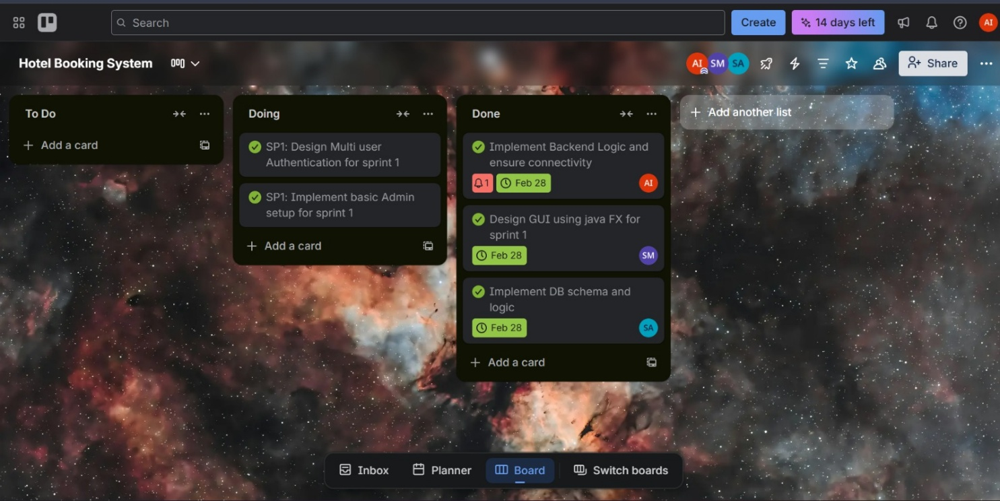 Search
Create
14 days left
AI
Hotel Booking System
AI
SM
SA
Share
To Do
Add a card
Doing
SP1: Design Multi user
Authentication for sprint 1
SP1: Implement basic Admin
setup for sprint 1
Add a card
Done
Implement Backend Logic and
ensure connectivity
1
Feb 28
AI
Design GUI using java FX for
sprint 1
Feb 28
SM
Implement DB schema and
logic
Feb 28
SA
Add a card
Add another list
Inbox
Planner
Board
Switch boards